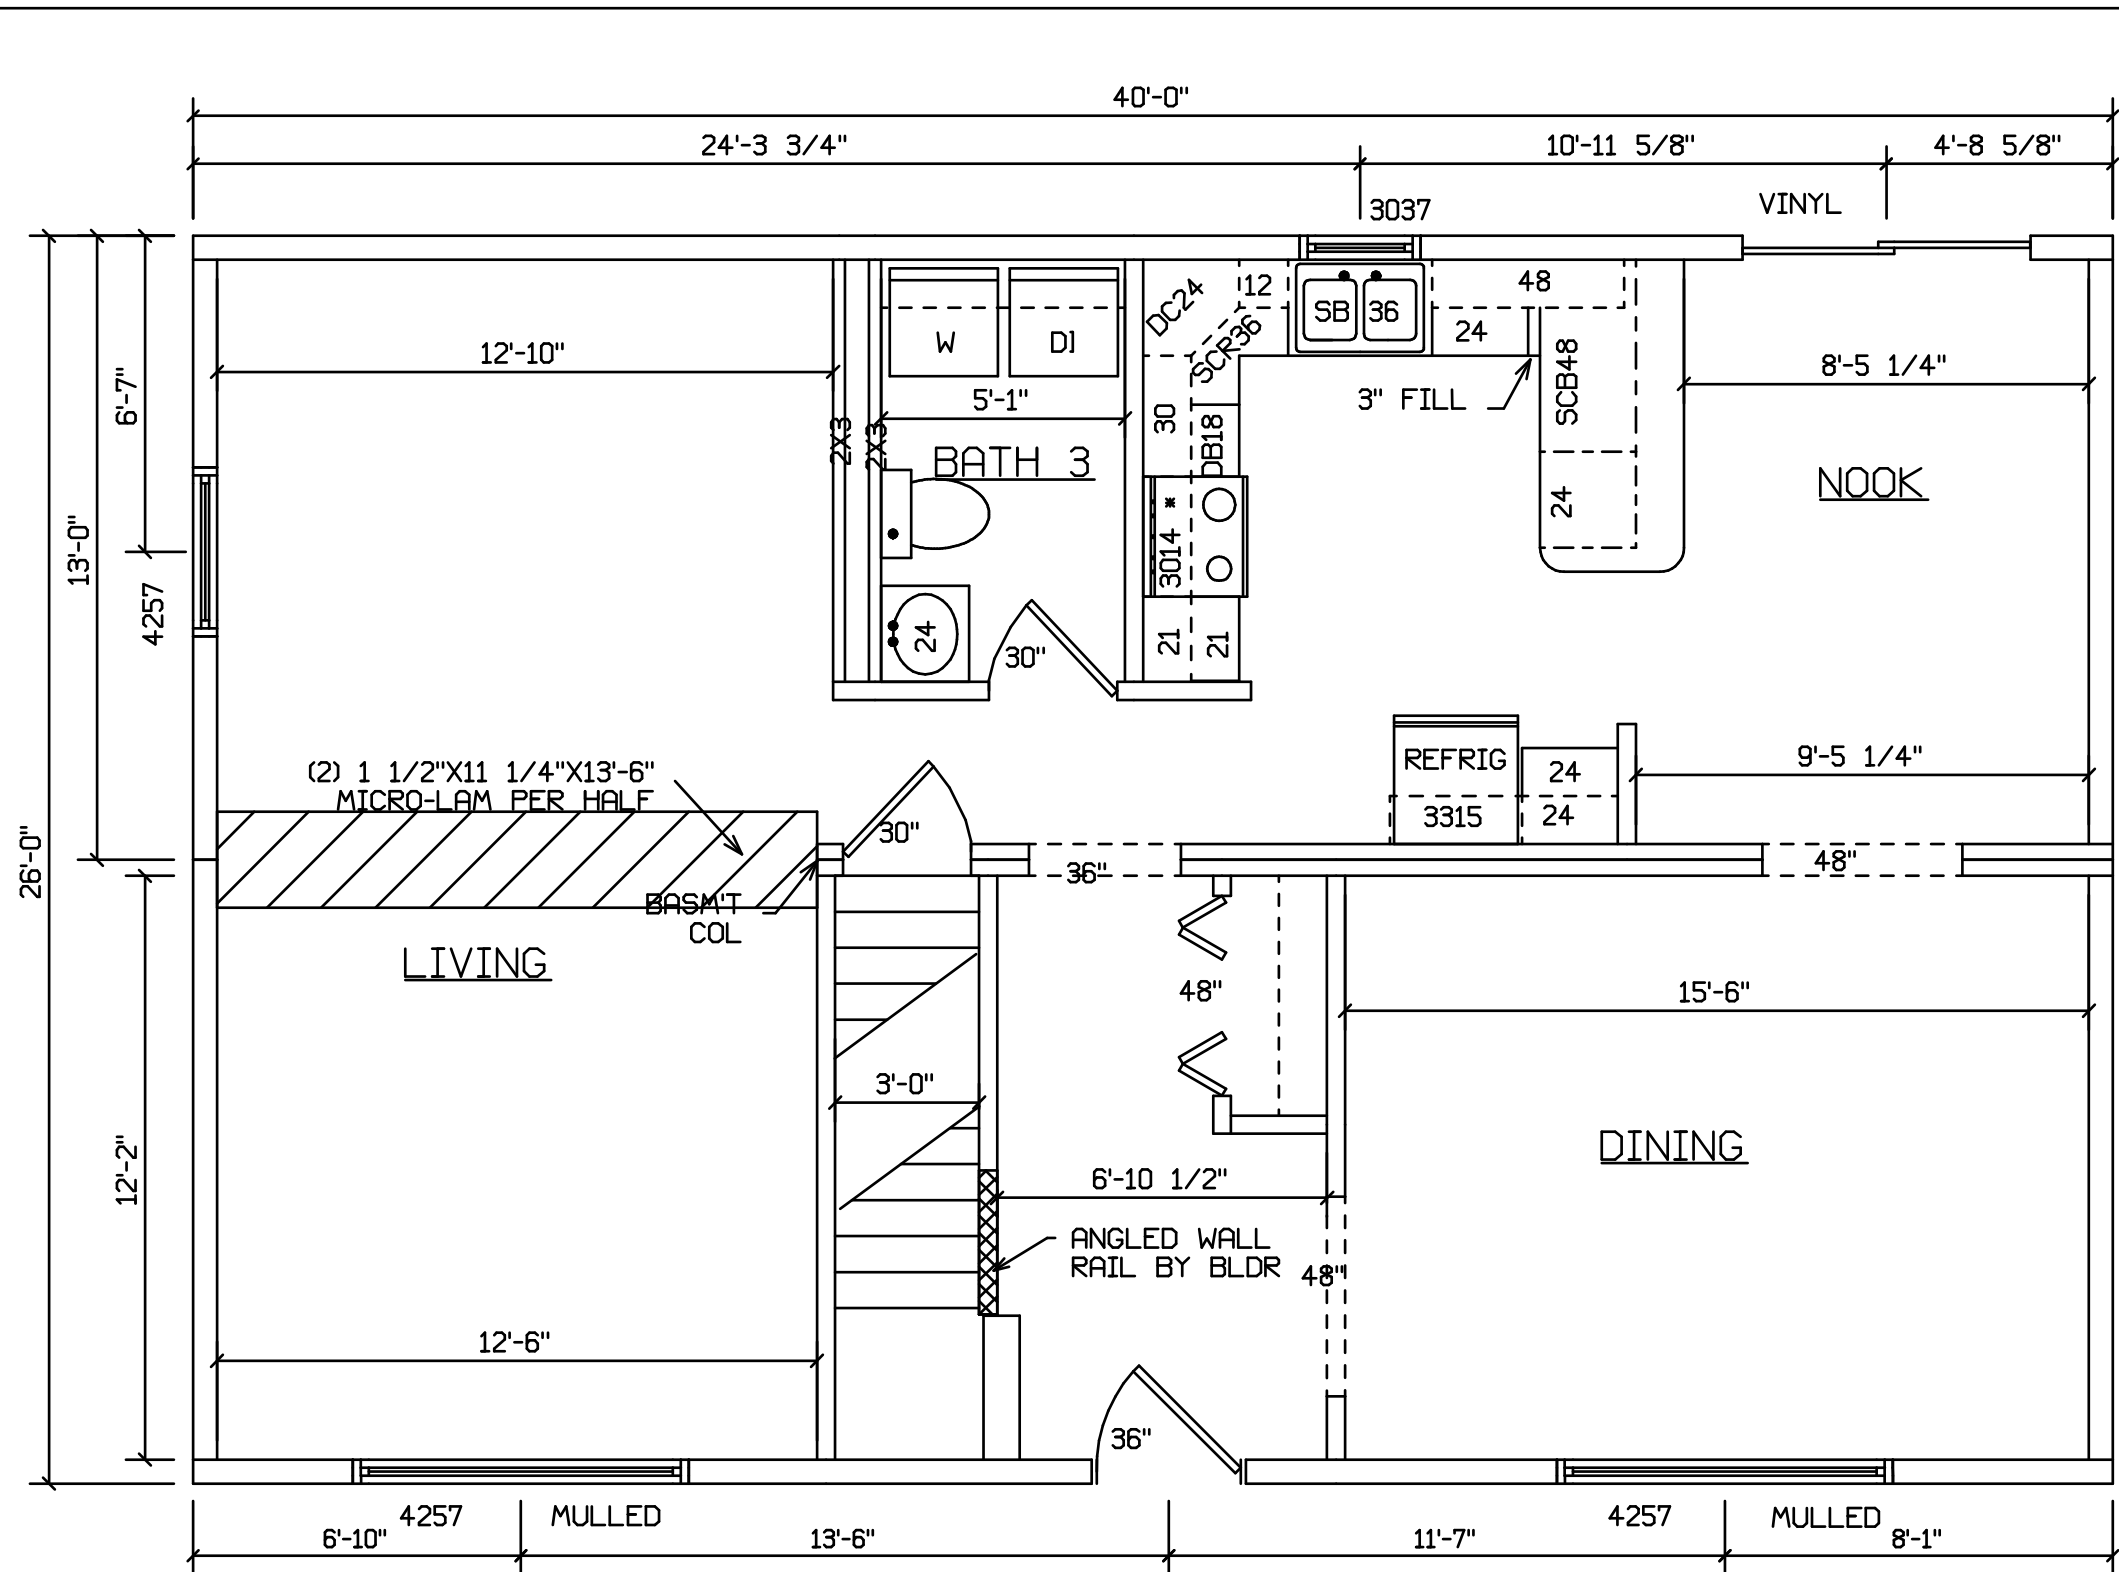 40'-0"
24'-3 3/4"
10'-11 5/8"
4'-8 5/8"
3037
VINYL
DC24
12
SB
36
48
24
SCR36
SCB48
W
12'-10"
8'-5 1/4"
6'-7"
5'-1"
3" FILL
2X3
2X3
BATH 3
30
DB18
NOOK
24
13'-0"
3014
*
4257
24
30"
21
21
REFRIG
3315
24
24
9'-5 1/4"
(2) 1 1/2"X11 1/4"X13'-6"
MICRO-LAM PER HALF
30"
36"
48"
26'-0"
BASM'T
COL
LIVING
48"
15'-6"
3'-0"
DINING
12'-2"
6'-10 1/2"
ANGLED WALL
RAIL BY BLDR
48"
12'-6"
36"
4257
MULLED
4257
MULLED
6'-10"
13'-6"
11'-7"
8'-1"